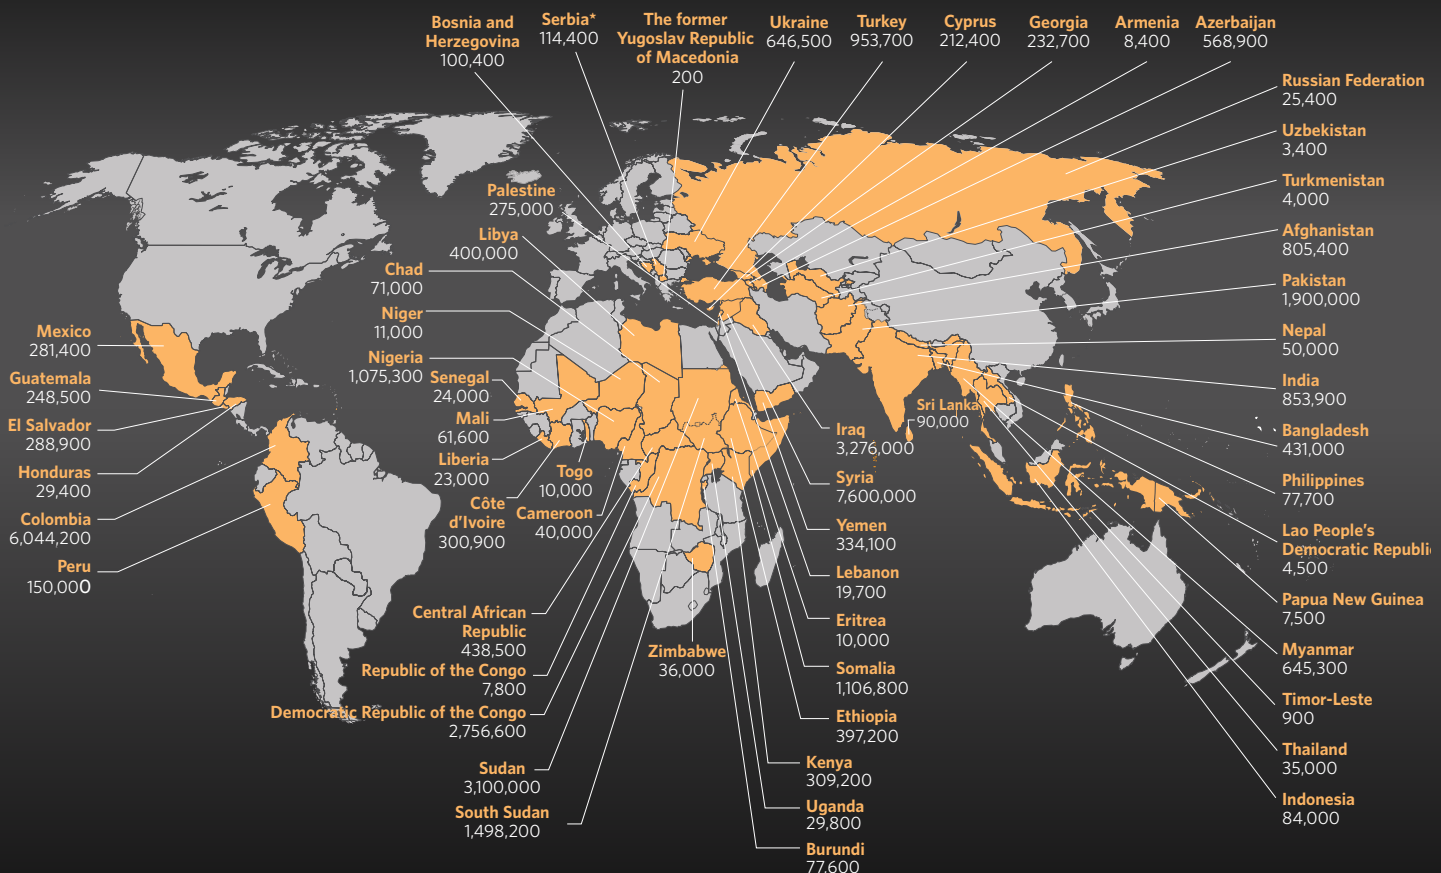 Bosnia and
Herzegovina
100,400
Serbia*
114,400
The former
Yugoslav Republic
of Macedonia
200
Ukraine
646,500
Turkey
953,700
Cyprus
212,400
Georgia
232,700
Armenia
8,400
Azerbaijan
568,900
Russian Federation
25,400
Uzbekistan
3,400
Turkmenistan
4,000
Afghanistan
805,400
Pakistan
1,900,000
Nepal
50,000
India
853,900
Bangladesh
431,000
Philippines
77,700
Lao People's
Democratic Republi
4,500
Papua New Guinea
7,500
Myanmar
645,300
Timor-Leste
900
Thailand
35,000
Indonesia
84,000
Palestine
275,000
Libya
400,000
Chad
71,000
Niger
11,000
Nigeria
1,075,300
Senegal
24,000
Mali
61,600
Liberia
23,000
Togo
10,000
Côte
d'Ivoire
300,900
Cameroon
40,000
Mexico
281,400
Guatemala
248,500
El Salvador
288,900
Honduras
29,400
Colombia
6,044,200
Peru
150,000
Central African
Republic
438,500
Republic of the Congo
7,800
Democratic Republic of the Congo
2,756,600
Sudan
3,100,000
South Sudan
1,498,200
Zimbabwe
36,000
Sri Lanka
90,000
Iraq
3,276,000
Syria
7,600,000
Yemen
334,100
Lebanon
19,700
Eritrea
10,000
Somalia
1,106,800
Ethiopia
397,200
Kenya
309,200
Uganda
29,800
Burundi
77,600